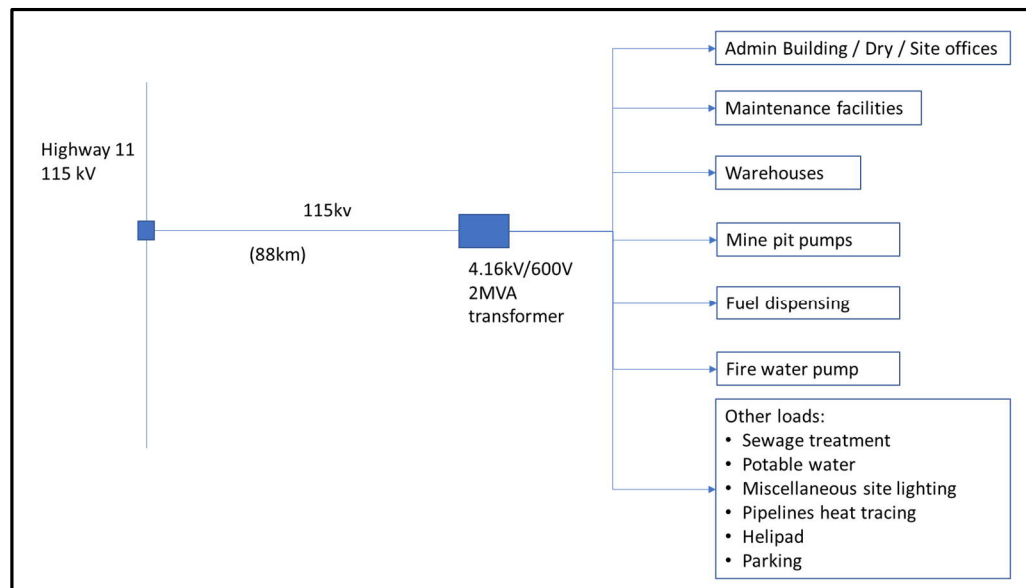 Highway 11
115 kV
115kv
(88km)
4.16kV/600V
2MVA
transformer
Admin Building / Dry / Site offices
Maintenance facilities
Warehouses
Mine pit pumps
Fuel dispensing
Fire water pump
Other loads:
• Sewage treatment
• Potable water
• Miscellaneous site lighting
• Pipelines heat tracing
• Helipad
• Parking